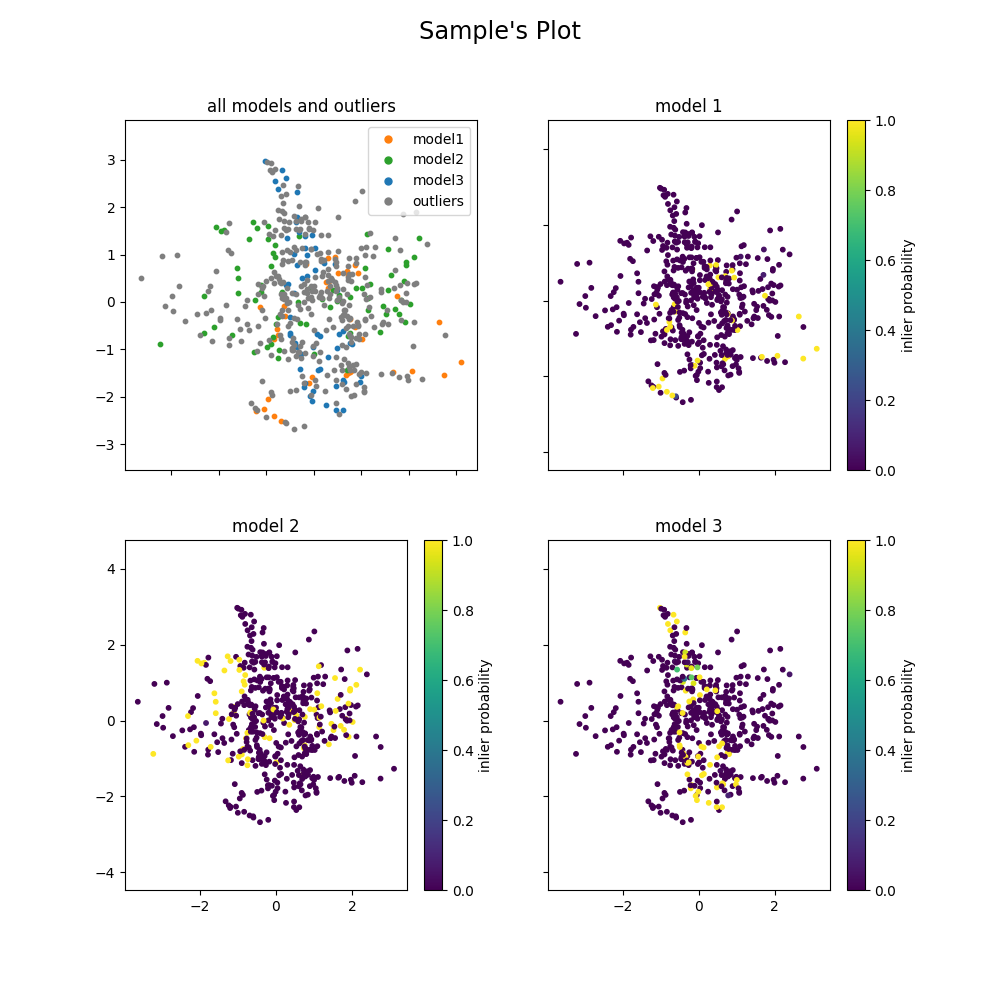 Sample's Plot
all models and outliers
3
2
1
0
−1
−2
−3
model1
model2
model3
outliers
model 1
1.0
0.8
0.6
0.4
0.2
0.0
inlier probability
−2 0 2
model 2
4
2
0
−2
−4
−2 0 2
1.0
0.8
0.6
0.4
0.2
0.0
inlier probability
model 3
−2 0 2
1.0
0.8
0.6
0.4
0.2
0.0
inlier probability